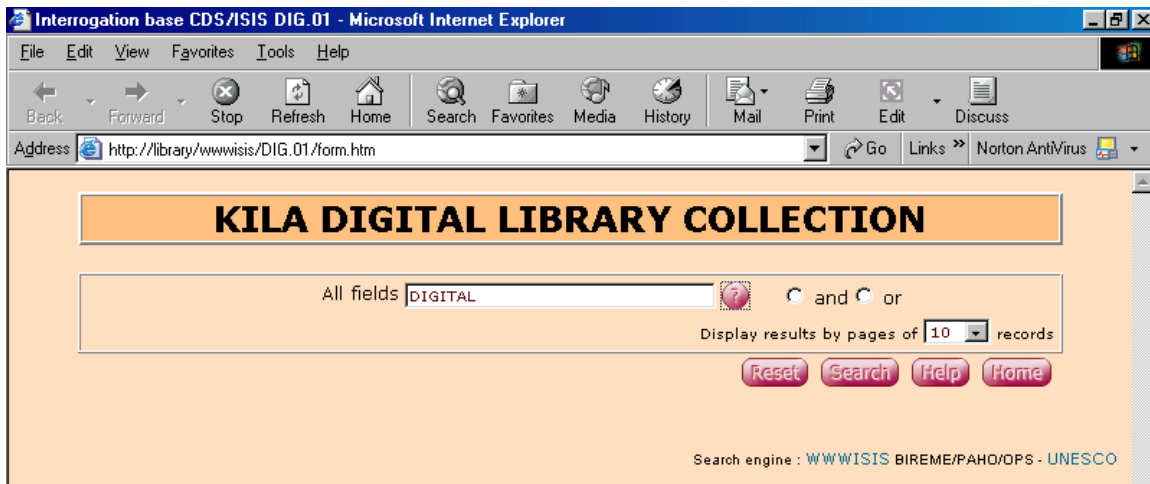 Interrogation base CDS/ISIS DIG.01 - Microsoft Internet Explorer
File Edit View Favorites Tools Help
Back Forward Stop Refresh Home Search Favorites Media History Mail Print Edit Discuss
Address http://library/wwwisis/DIG.01/form.htm Go Links » Norton AntiVirus
KILA DIGITAL LIBRARY COLLECTION
All fields DIGITAL ? and or
Display results by pages of 10 records
Reset Search Help Home
Search engine : WWWISIS BIREME/PAHO/OPS - UNESCO